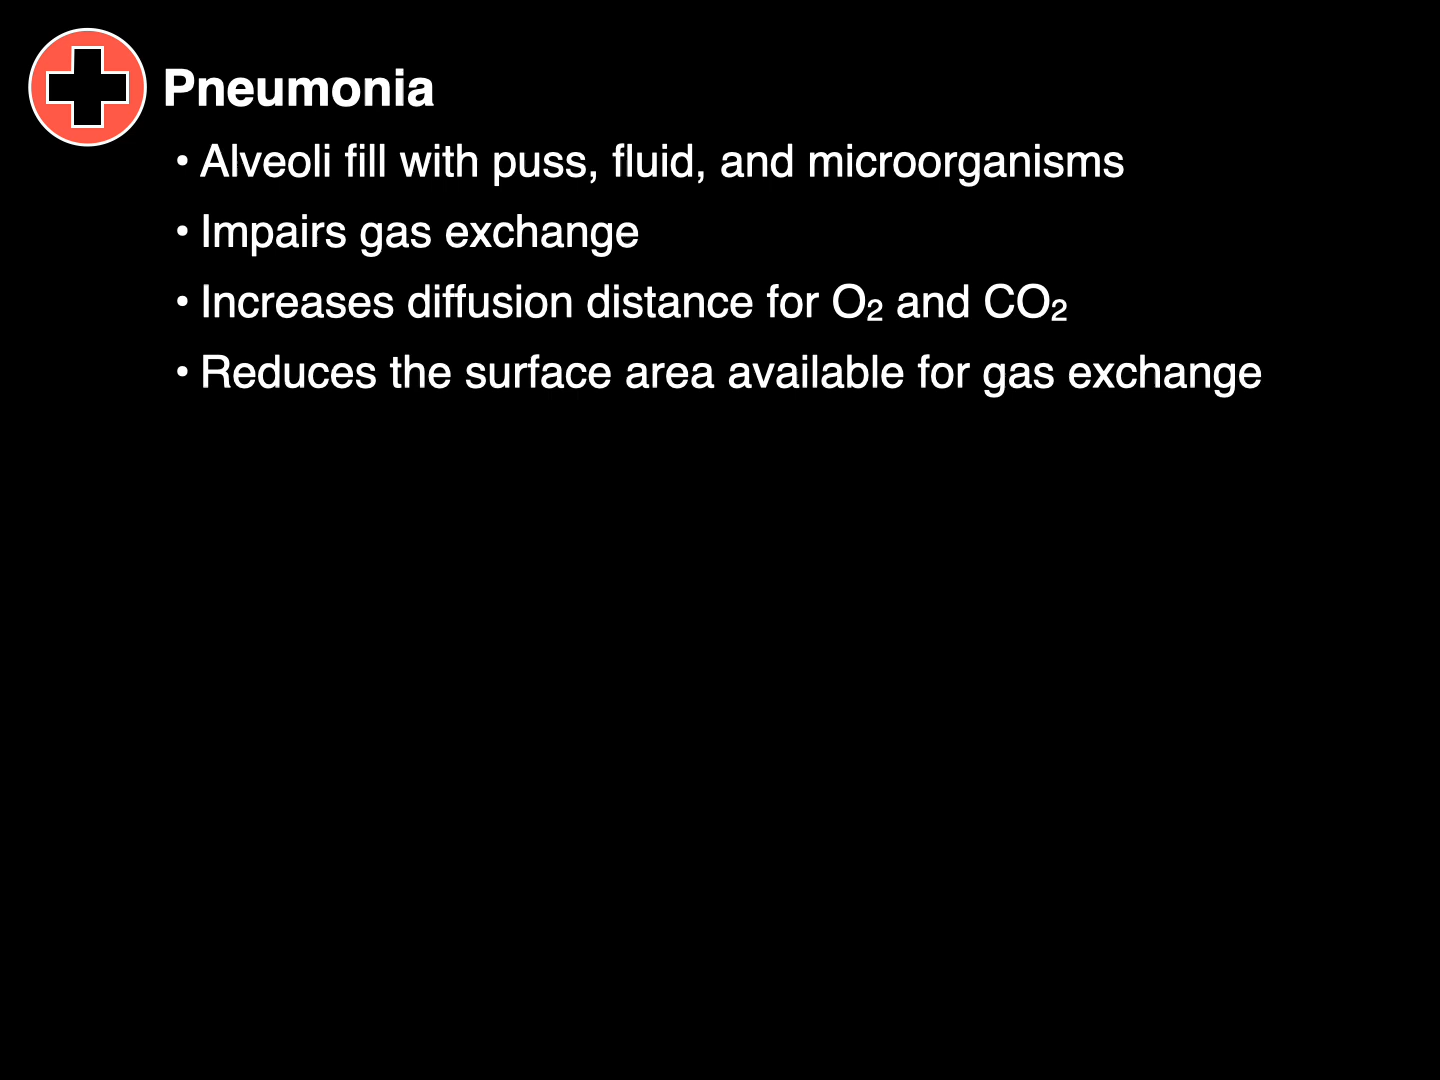 Pneumonia
• Alveoli fill with puss, fluid, and microorganisms
• Impairs gas exchange
• Increases diffusion distance for O₂ and CO₂
• Reduces the surface area available for gas exchange